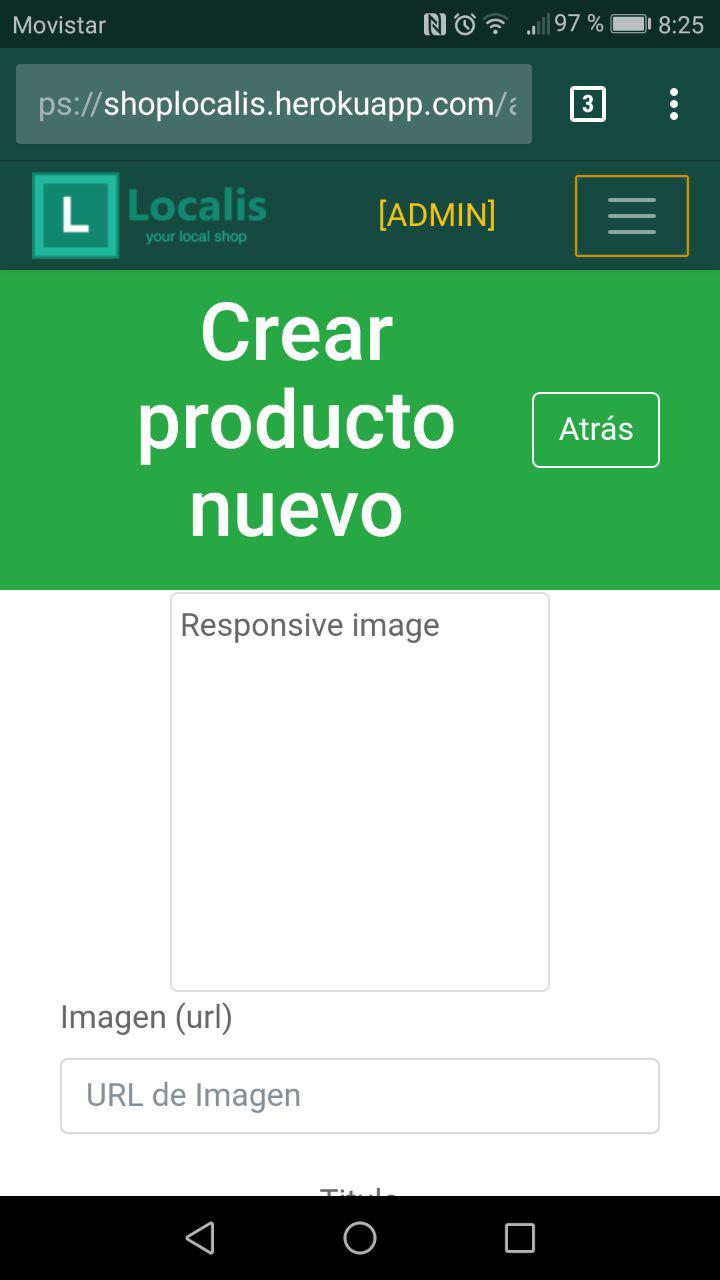 Movistar 97 % 8:25
ps://shoplocalis.herokuapp.com/a 3
L Localis [ADMIN]
your local shop
Crear
producto
nuevo
Atrás
Responsive image
Imagen (url)
URL de Imagen
Titulo